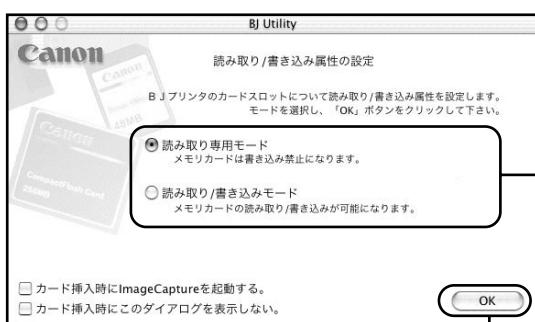 BJ Utility
Canon
読み取り/書き込み属性の設定
BJプリンタのカードスロットについて読み取り/書き込み属性を設定します。
モードを選択し、「OK」ボタンをクリックして下さい。
Canon
48MB
Canon
CompactFlash Card
256MB
読み取り専用モード
メモリカードは書き込み禁止になります。
読み取り/書き込みモード
メモリカードの読み取り/書き込みが可能になります。
カード挿入時にImageCaptureを起動する。
カード挿入時にこのダイアログを表示しない。
OK